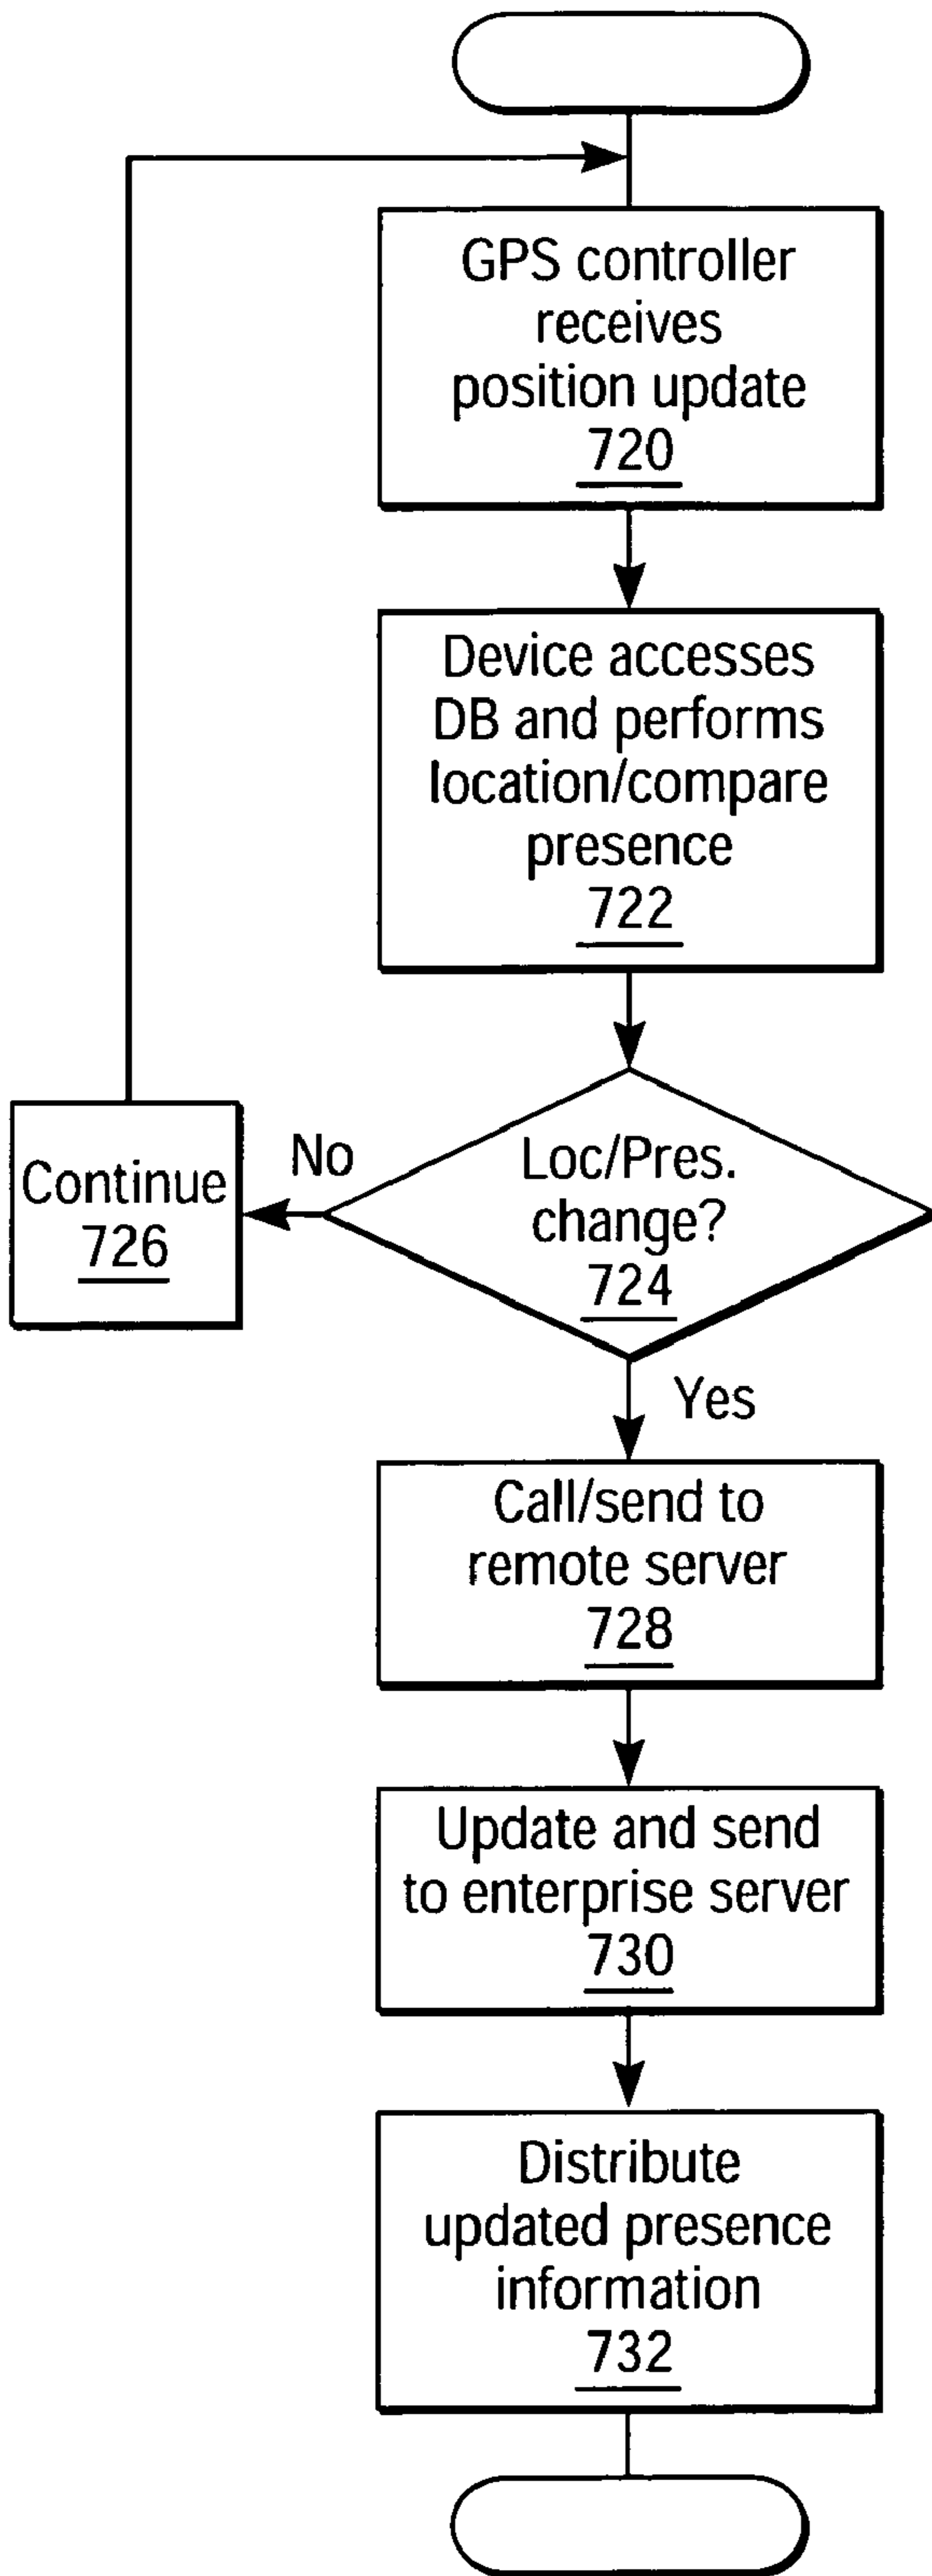 GPS controller
receives
position update
720
Device accesses
DB and performs
location/compare
presence
722
Loc/Pres.
change?
724
No
Continue
726
Yes
Call/send to
remote server
728
Update and send
to enterprise server
730
Distribute
updated presence
information
732